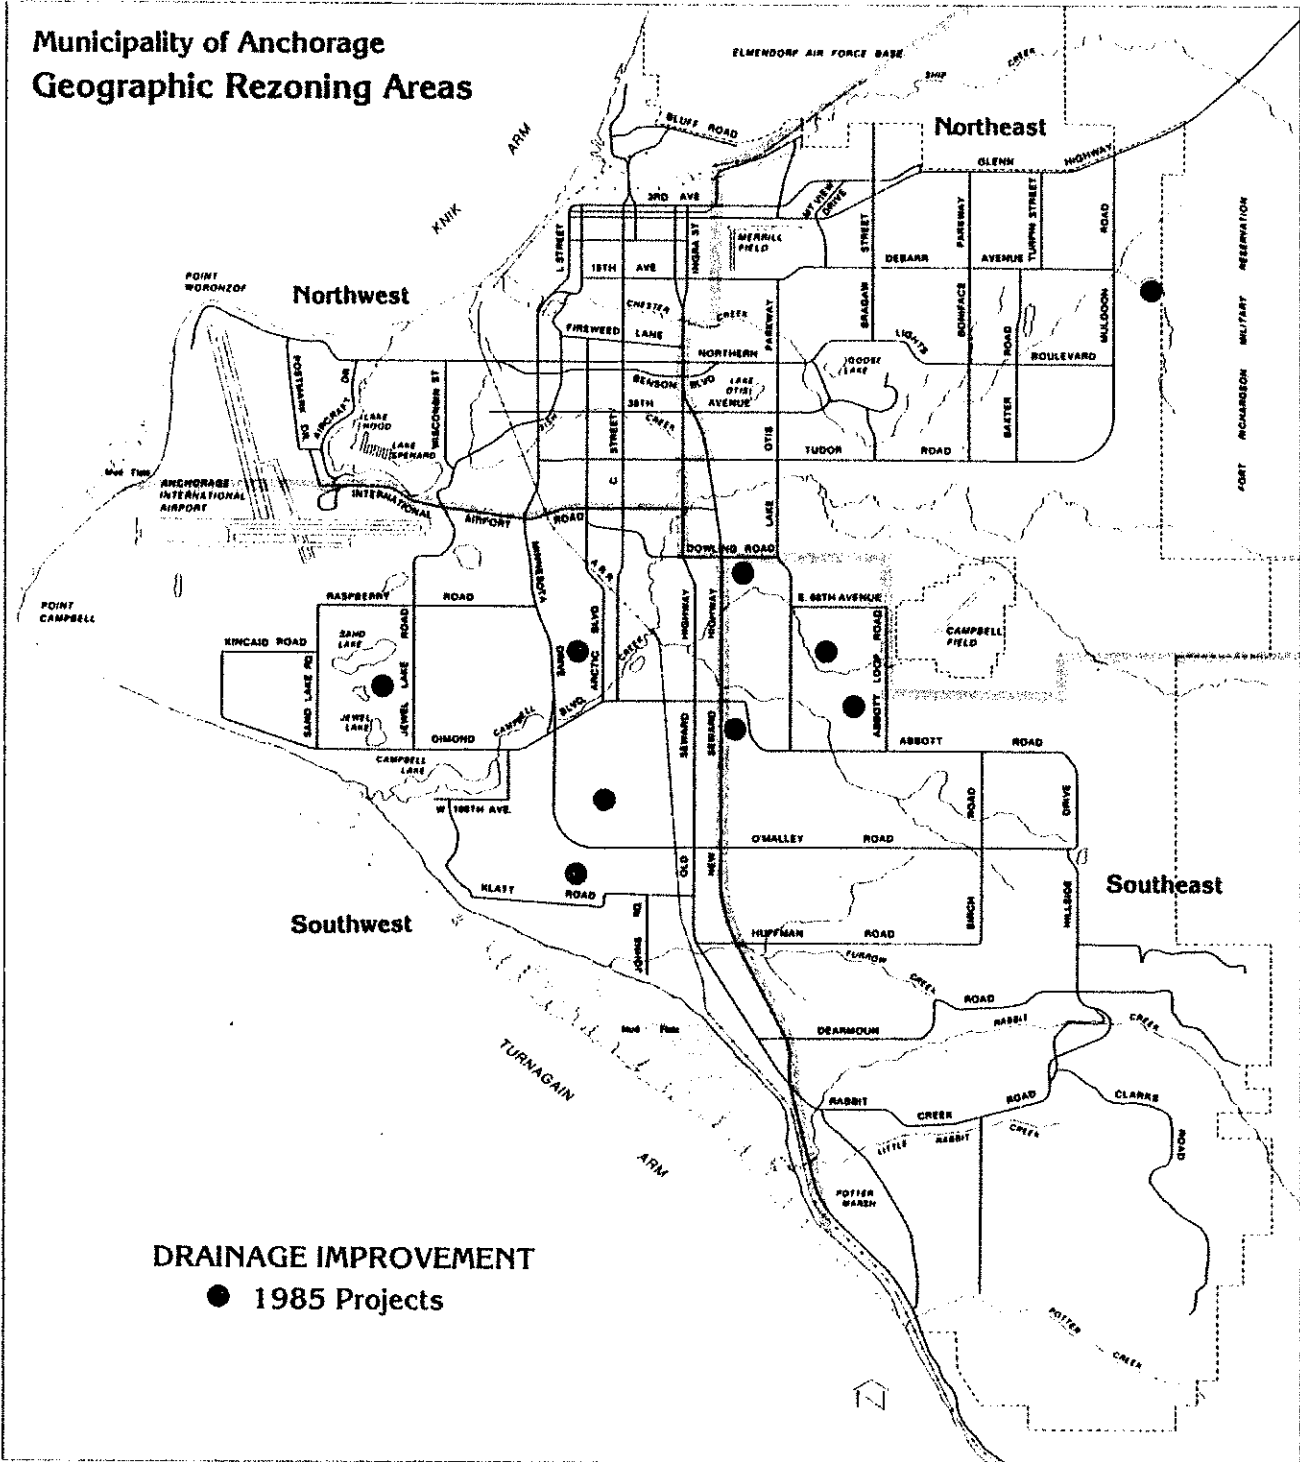 Municipality of Anchorage
Geographic Rezoning Areas
ELMENDORF AIR FORCE BASE
SHIP
CREEK
KNIK
ARM
BLUFF ROAD
Northeast
GLENN
HIGHWAY
3RD AVE
MT VIEW
DRIVE
L STREET
INGRA ST
MERRILL
FIELD
BRAGAW
STREET
BONIFACE
PARKWAY
TURPIN STREET
MULDOON
ROAD
FORT RICHARDSON MILITARY RESERVATION
DEBARR
AVENUE
15TH AVE
POINT
WORONZOF
Northwest
CHESTER
CREEK
FIREWEED LANE
NORTHERN
LIGHTS
BOULEVARD
BENSON BLVD
LAKE
OTIS
PARKWAY
GOOSE
LAKE
BAXTER
ROAD
POSTMARK DR.
AIRCRAFT DR
LAKE
HOOD
LAKE
SPENARD
WISCONSIN ST
36TH
AVENUE
FISH
CREEK
C STREET
LAKE OTIS
TUDOR
ROAD
Mud Flats
ANCHORAGE
INTERNATIONAL
AIRPORT
INTERNATIONAL
AIRPORT
ROAD
DOWLING ROAD
MINNESOTA
A.R.R.
POINT
CAMPBELL
RASPBERRY
ROAD
E. 68TH AVENUE
KINCAID ROAD
SAND
LAKE
SAND LAKE RD
JEWEL LAKE ROAD
JEWEL
LAKE
ARCTIC BLVD
CREEK
HIGHWAY
HIGHWAY
ABBOTT LOOP ROAD
CAMPBELL
FIELD
DIMOND
CAMPBELL
BLVD
SEWARD
SEWARD
ABBOTT
ROAD
CAMPBELL
LAKE
W 100TH AVE.
BIRCH
ROAD
DRIVE
HILLSIDE
O'MALLEY
ROAD
OLD
NEW
KLATT
ROAD
Southeast
Southwest
JOHNS RD.
HUFFMAN
ROAD
FURROW
CREEK
ROAD
DEARMOUN
RABBIT
CREEK
Mud Flats
TURNAGAIN
ARM
RABBIT
CREEK
ROAD
CLARKS
ROAD
LITTLE RABBIT CREEK
POTTER
MARSH
DRAINAGE IMPROVEMENT
1985 Projects
POTTER
CREEK